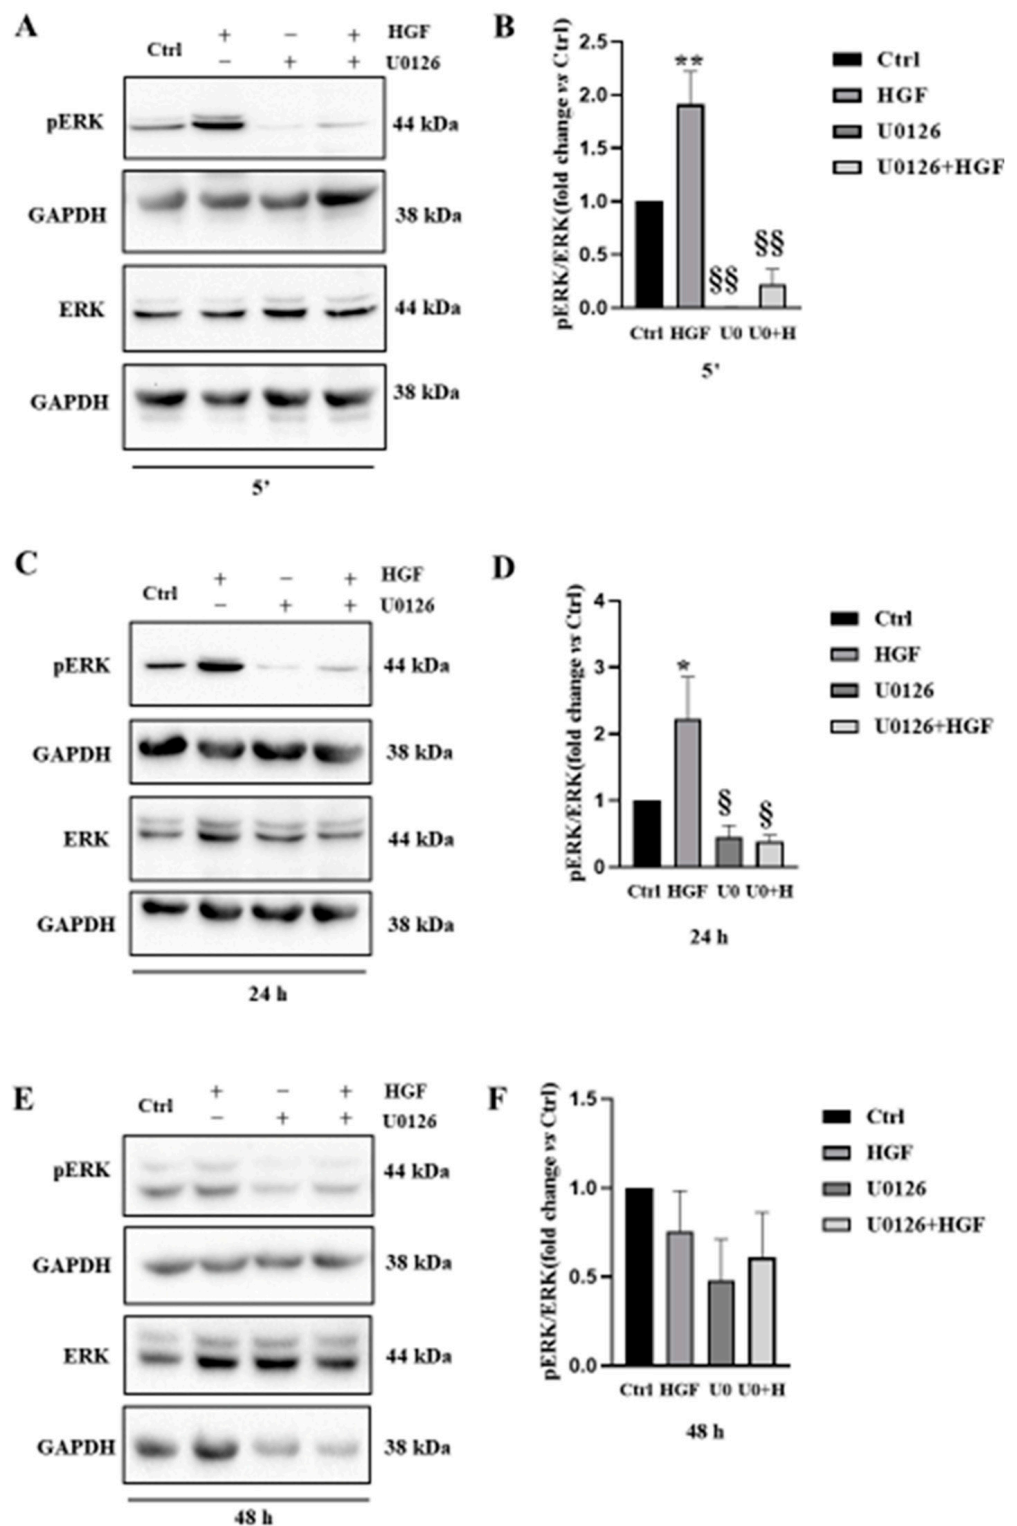 A
Ctrl + − + HGF
− + + U0126
pERK 44 kDa
GAPDH 38 kDa
ERK 44 kDa
GAPDH 38 kDa
5’
B
pERK/ERK(fold change vs Ctrl)
2.5
2.0
1.5
1.0
0.5
0.0
**
§§
§§
Ctrl HGF U0 U0+H
5’
Ctrl
HGF
U0126
U0126+HGF
C
Ctrl + − + HGF
− + + U0126
pERK 44 kDa
GAPDH 38 kDa
ERK 44 kDa
GAPDH 38 kDa
24 h
D
pERK/ERK(fold change vs Ctrl)
4
3
2
1
0
*
§
§
Ctrl HGF U0 U0+H
24 h
Ctrl
HGF
U0126
U0126+HGF
E
Ctrl + − + HGF
− + + U0126
pERK 44 kDa
GAPDH 38 kDa
ERK 44 kDa
GAPDH 38 kDa
48 h
F
pERK/ERK(fold change vs Ctrl)
1.5
1.0
0.5
0.0
Ctrl HGF U0 U0+H
48 h
Ctrl
HGF
U0126
U0126+HGF